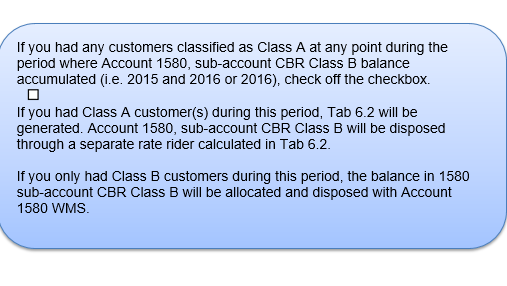 If you had any customers classified as Class A at any point during the
period where Account 1580, sub-account CBR Class B balance
accumulated (i.e. 2015 and 2016 or 2016), check off the checkbox.
If you had Class A customer(s) during this period, Tab 6.2 will be
generated. Account 1580, sub-account CBR Class B will be disposed
through a separate rate rider calculated in Tab 6.2.
If you only had Class B customers during this period, the balance in 1580
sub-account CBR Class B will be allocated and disposed with Account
1580 WMS.